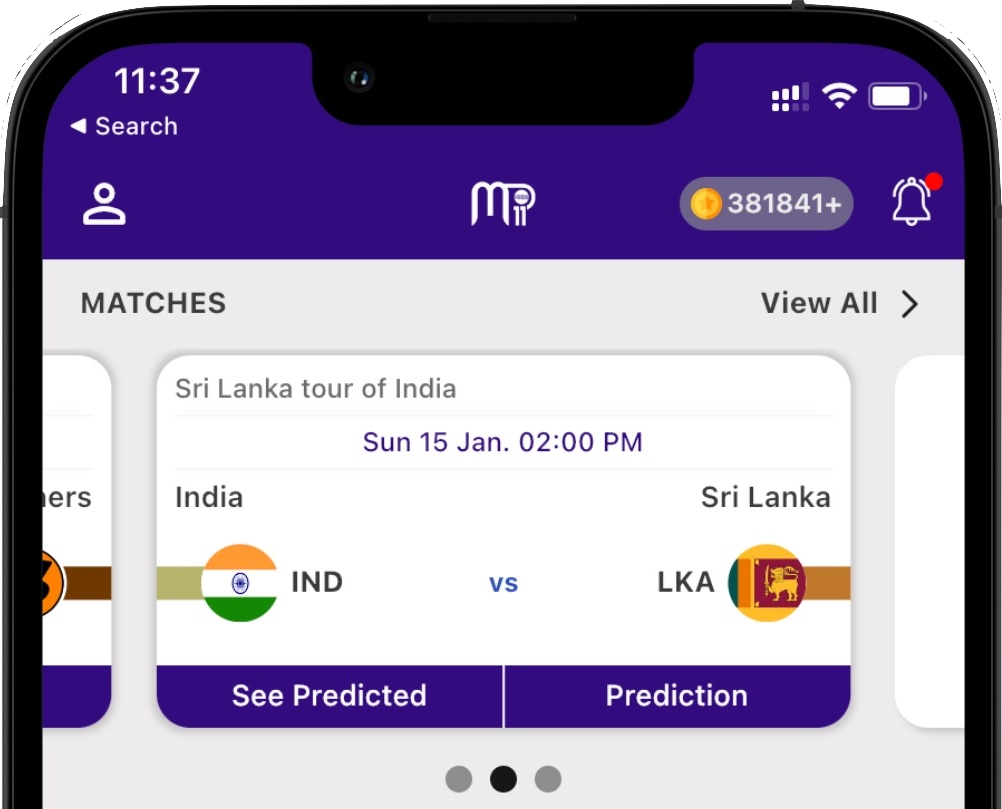 11:37
◀ Search
381841+
MATCHES
View All
Sri Lanka tour of India
Sun 15 Jan. 02:00 PM
India
Sri Lanka
IND
vs
LKA
See Predicted
Prediction